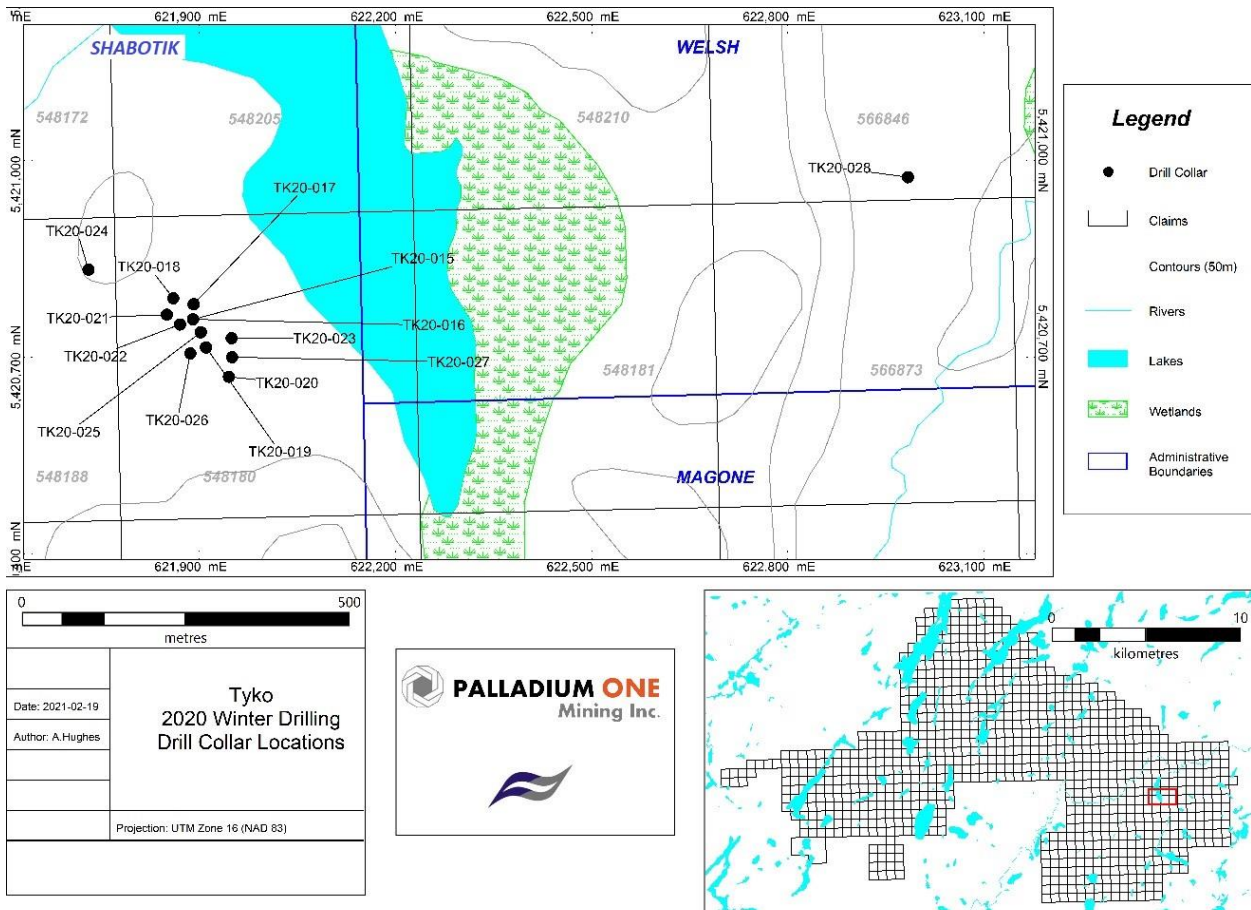 mE
621,900 mE
622,200 mE
622,500 mE
622,800 mE
623,100 mE
SHABOTIK
WELSH
548172
548205
548210
566846
5,421,000 mN
5,421,000 mN
TK20-028
TK20-017
TK20-024
TK20-015
TK20-018
TK20-021
TK20-016
TK20-022
TK20-023
TK20-027
TK20-020
TK20-026
TK20-025
TK20-019
5,420,700 mN
5,420,700 mN
548181
566873
548188
548180
MAGONE
mE
621,900 mE
622,200 mE
622,500 mE
622,800 mE
623,100 mE
Legend
Drill Collar
Claims
Contours (50m)
Rivers
Lakes
Wetlands
Administrative
Boundaries
0 500
metres
Date: 2021-02-19
Author: A.Hughes
Tyko
2020 Winter Drilling
Drill Collar Locations
Projection: UTM Zone 16 (NAD 83)
PALLADIUM ONE
Mining Inc.
0 10
kilometres